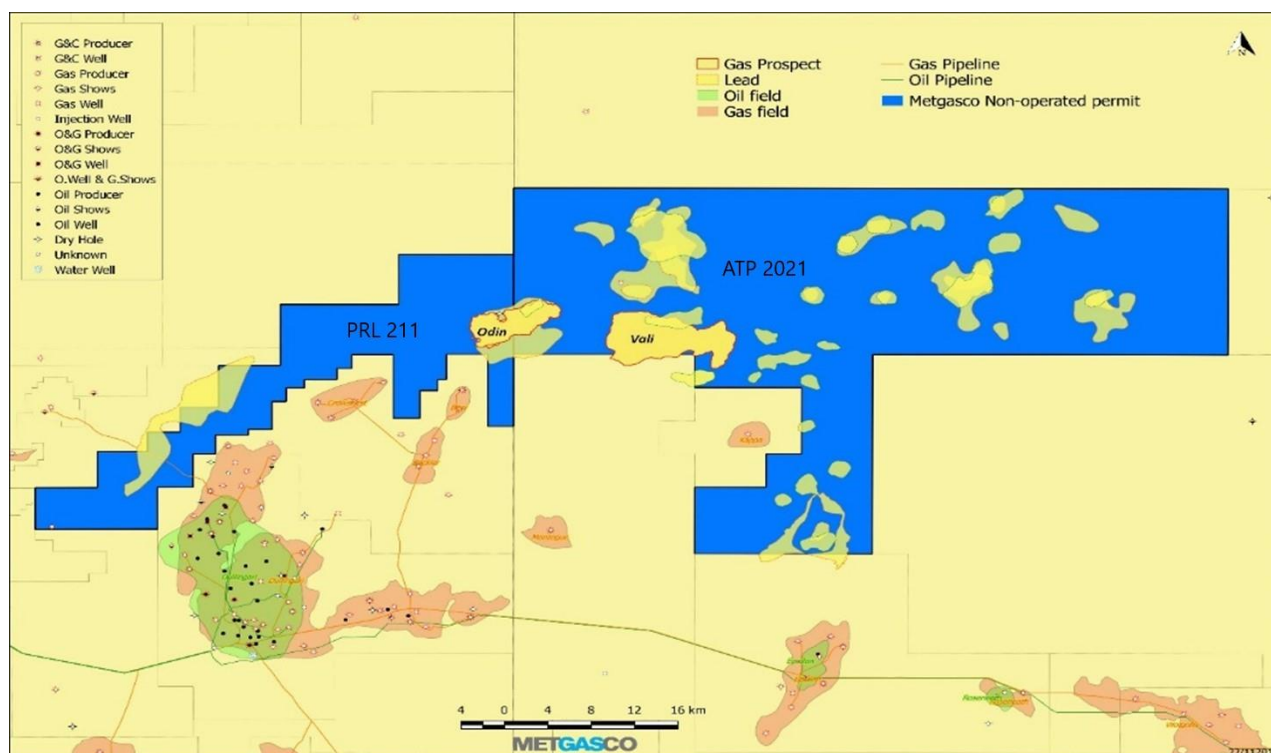 G&C Producer
G&C Well
Gas Producer
Gas Shows
Gas Well
Injection Well
O&G Producer
O&G Shows
O&G Well
O.Well & G.Shows
Oil Producer
Oil Shows
Oil Well
Dry Hole
Unknown
Water Well
Gas Prospect
Lead
Oil field
Gas field
Gas Pipeline
Oil Pipeline
Metgasco Non-operated permit
N
ATP 2021
PRL 211
Odin
Vali
4 0 4 8 12 16 km
METGASCO